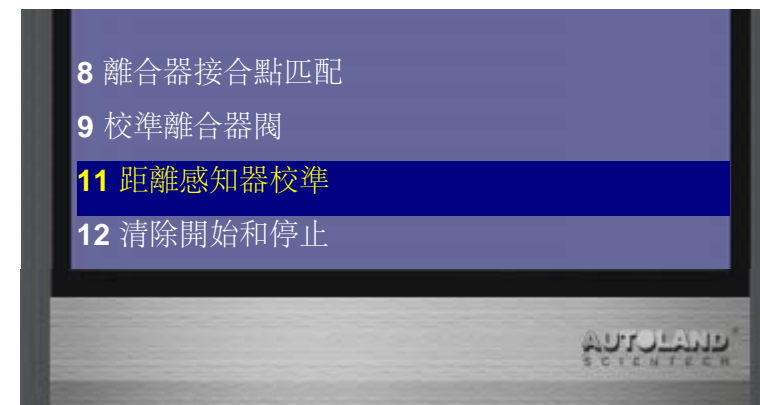 8 離合器接合點匹配
9 校準離合器閥
11 距離感知器校準
12 清除開始和停止
AUTOLAND
SCIENTECH